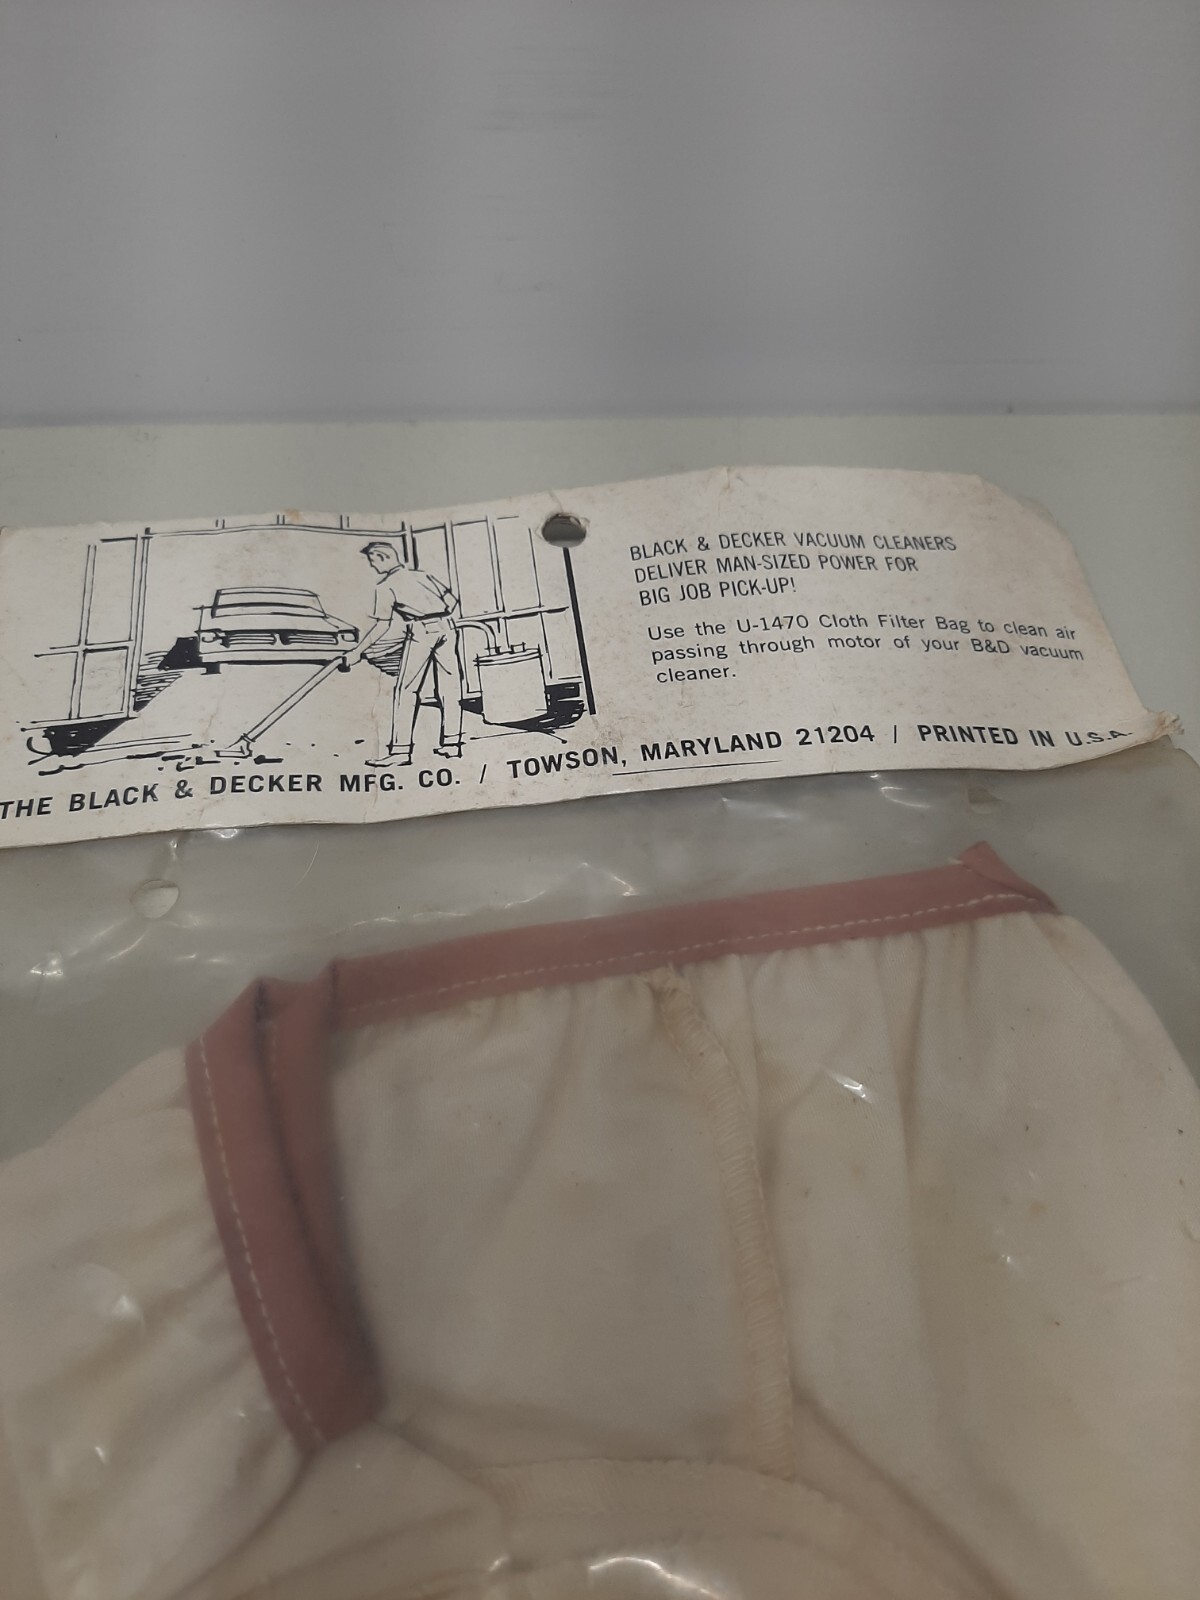 BLACK & DECKER VACUUM CLEANERS
DELIVER MAN-SIZED POWER FOR
BIG JOB PICK-UP!
Use the U-1470 Cloth Filter Bag to clean air
passing through motor of your B&D vacuum
cleaner.
THE BLACK & DECKER MFG. CO. / TOWSON, MARYLAND 21204 / PRINTED IN U.S.A.